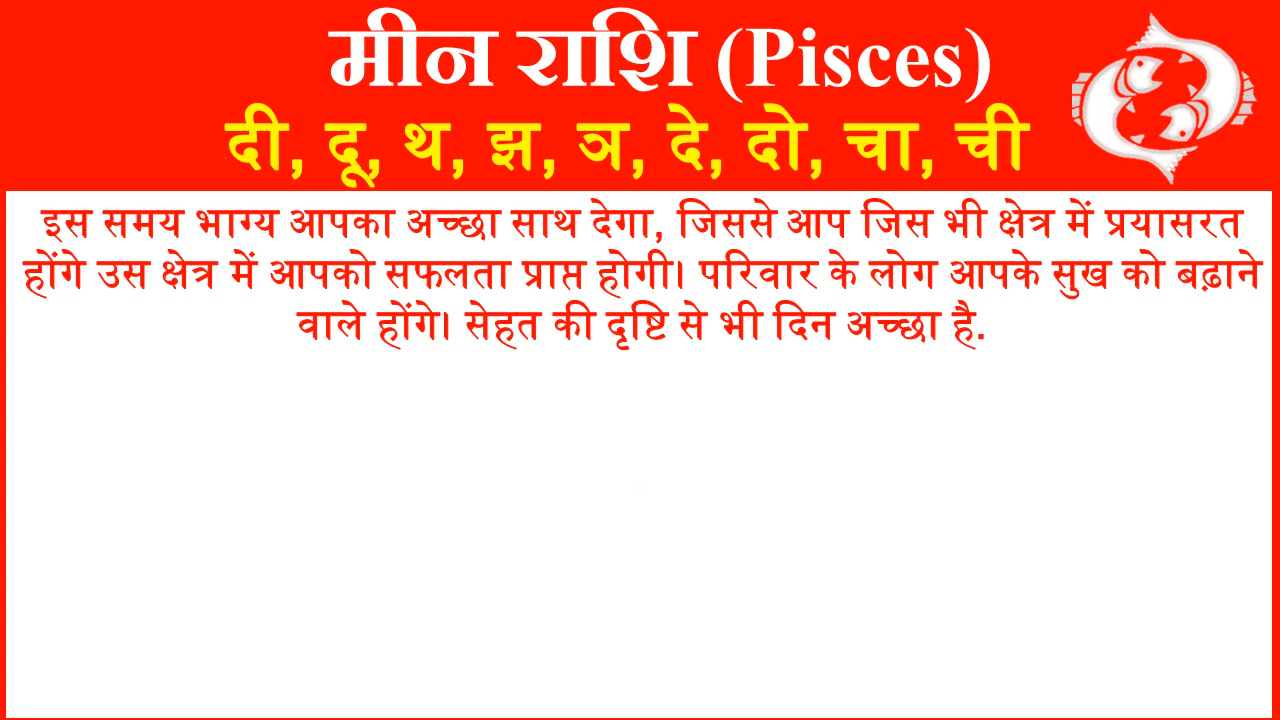 मीन राशि (Pisces)
दी, दू, थ, झ, ञ, दे, दो, चा, ची
इस समय भाग्य आपका अच्छा साथ देगा, जिससे आप जिस भी क्षेत्र में प्रयासरत
होंगे उस क्षेत्र में आपको सफलता प्राप्त होगी। परिवार के लोग आपके सुख को बढ़ाने
वाले होंगे। सेहत की दृष्टि से भी दिन अच्छा है.